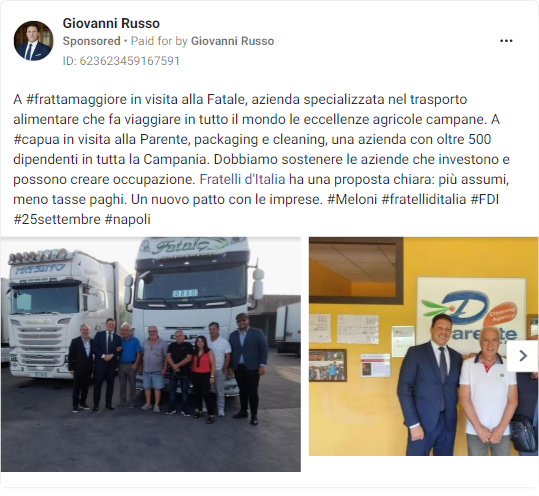 Giovanni Russo
Sponsored • Paid for by Giovanni Russo
ID: 623623459167591
A #frattamaggiore in visita alla Fatale, azienda specializzata nel trasporto
alimentare che fa viaggiare in tutto il mondo le eccellenze agricole campane. A
#capua in visita alla Parente, packaging e cleaning, una azienda con oltre 500
dipendenti in tutta la Campania. Dobbiamo sostenere le aziende che investono e
possono creare occupazione. Fratelli d'Italia ha una proposta chiara: più assumi,
meno tasse paghi. Un nuovo patto con le imprese. #Meloni #fratelliditalia #FDI
#25settembre #napoli
Fatale
arente